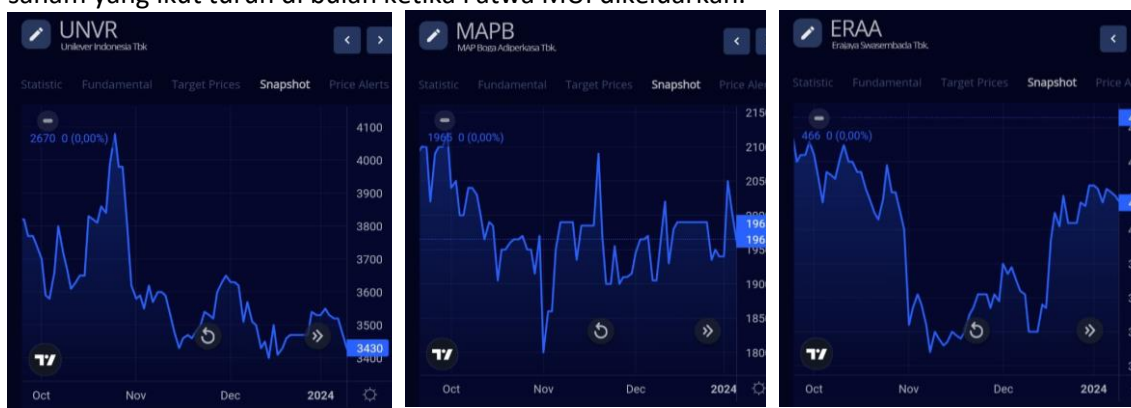 saham yang ikut turun di bulan ketika Fatwa MUI dikeluarkan.
UNVR
Unilever Indonesia Tbk
Statistic Fundamental Target Prices Snapshot Price Alerts
2670 0 (0,00%)
4100
4000
3900
3800
3700
3600
3500
3430
3400
Oct Nov Dec 2024
MAPB
MAP Boga Adiperkasa Tbk.
Statistic Fundamental Target Prices Snapshot Price Aler
1965 0 (0,00%)
215
210
205
200
196
196
195
190
185
180
Oct Nov Dec 2024
ERAA
Erajaya Swasembada Tbk.
Statistic Fundamental Target Prices Snapshot Price A
466 0 (0,00%)
Oct Nov Dec 2024